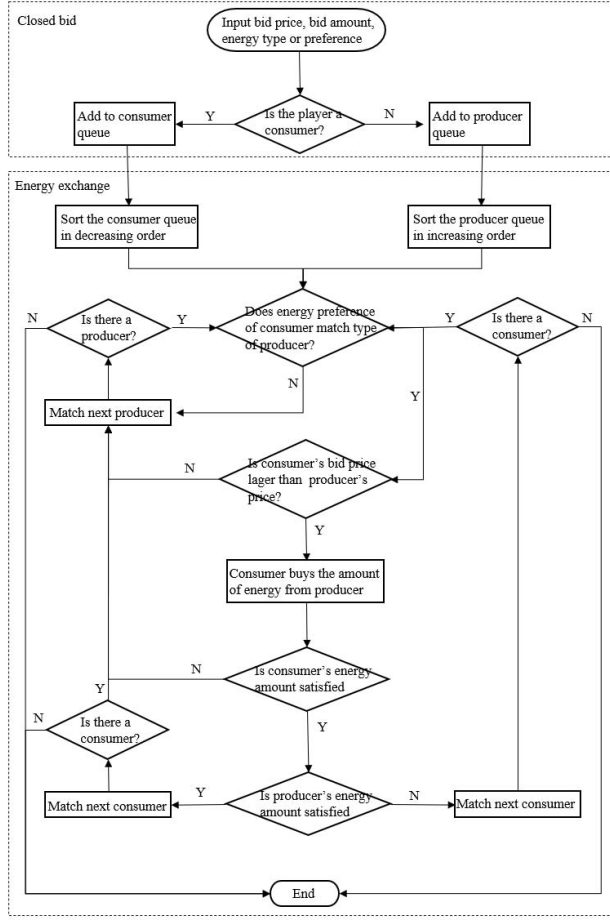 Closed bid
Input bid price, bid amount,
energy type or preference
Is the player a
consumer?
Y
N
Add to consumer
queue
Add to producer
queue
Energy exchange
Sort the consumer queue
in decreasing order
Sort the producer queue
in increasing order
N
Is there a
producer?
Y
Does energy preference
of consumer match type
of producer?
Y
Is there a
consumer?
N
N
Y
Match next producer
N
Is consumer's bid price
lager than producer's
price?
Y
Consumer buys the amount
of energy from producer
N
Is consumer's energy
amount satisfied
Y
Y
N
Is there a
consumer?
Match next consumer
Y
Is producer's energy
amount satisfied
N
Match next consumer
End